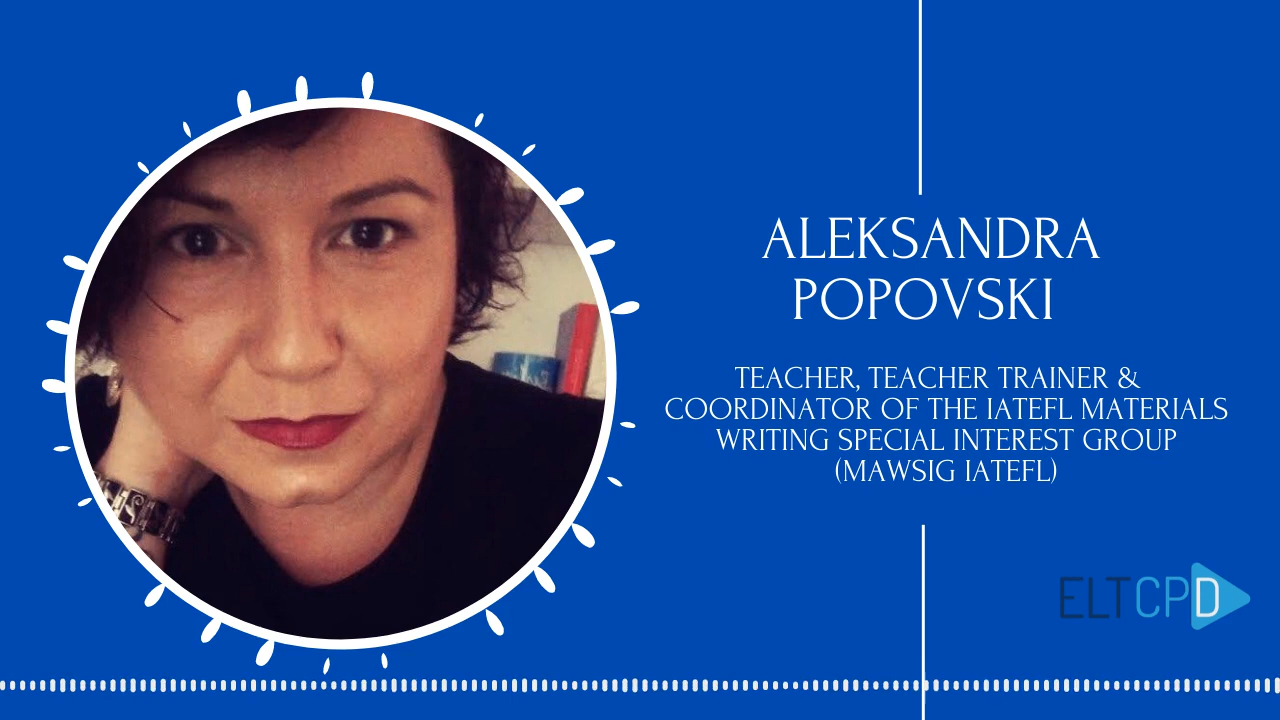 ALEKSANDRA
POPOVSKI
TEACHER, TEACHER TRAINER &
COORDINATOR OF THE IATEFL MATERIALS
WRITING SPECIAL INTEREST GROUP
(MAWSIG IATEFL)
ELTCPD